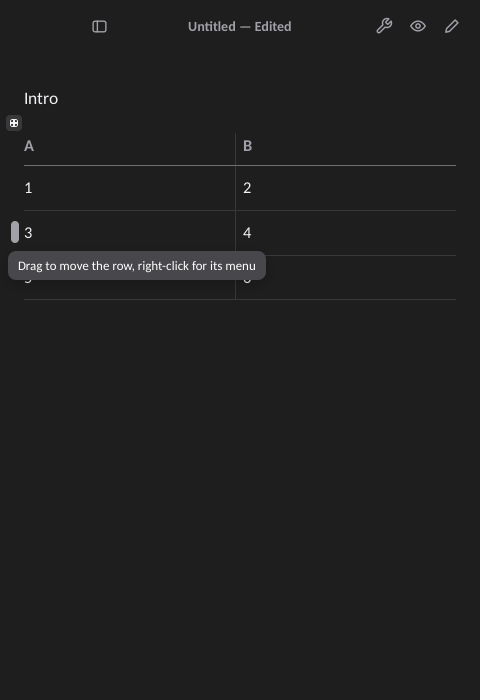 Untitled — Edited
Intro
A B
1 2
3 4
Drag to move the row, right-click for its menu